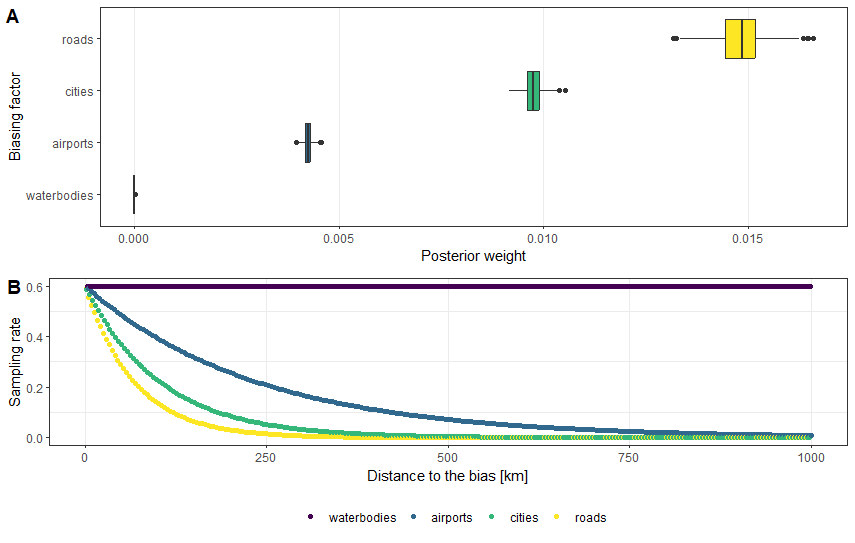 A
Biasing factor
roads
cities
airports
waterbodies
0.000 0.005 0.010 0.015
Posterior weight
B
Sampling rate
0.6
0.4
0.2
0.0
0 250 500 750 1000
Distance to the bias [km]
waterbodies airports cities roads